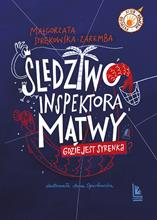 MAŁGORZATA
STRĘKOWSKA-ZAREMBA
ŚLEDZTWO
INSPEKTORA
MĄTWY
GDZIE JEST SYRENKA